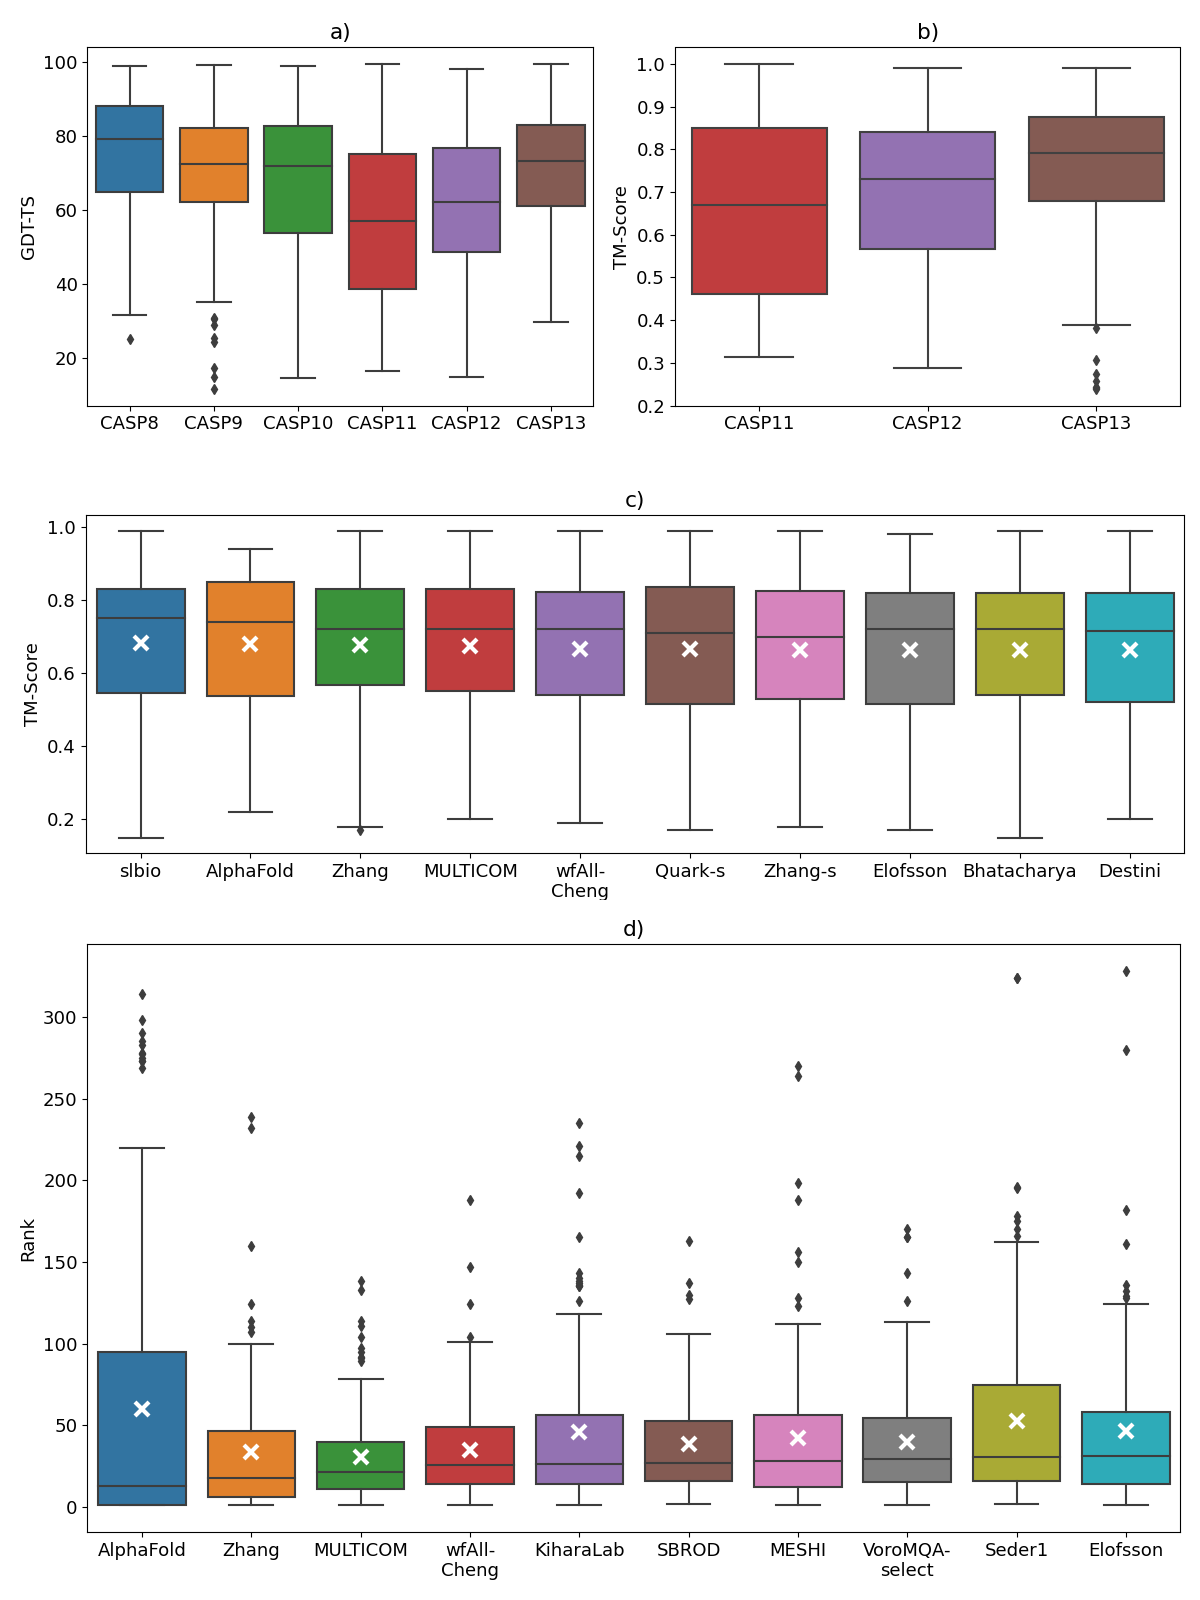 a)
GDT-TS
100
80
60
40
20
CASP8 CASP9 CASP10 CASP11 CASP12 CASP13
b)
TM-Score
1.0
0.9
0.8
0.7
0.6
0.5
0.4
0.3
0.2
CASP11 CASP12 CASP13
c)
TM-Score
1.0
0.8
0.6
0.4
0.2
slbio AlphaFold Zhang MULTICOM wfAll- Quark-s Zhang-s Elofsson Bhatacharya Destini
Cheng
d)
Rank
300
250
200
150
100
50
0
AlphaFold Zhang MULTICOM wfAll- KiharaLab SBROD MESHI VoroMQA- Seder1 Elofsson
Cheng select